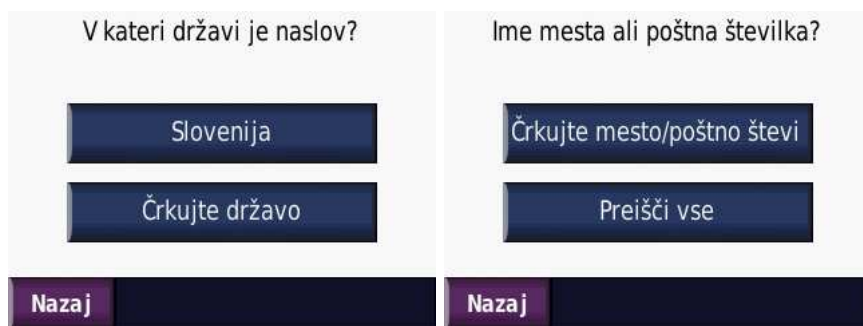 V kateri državi je naslov?
Slovenija
Črkujte državo
Nazaj
Ime mesta ali poštna številka?
Črkujte mesto/poštno števi
Preišči vse
Nazaj